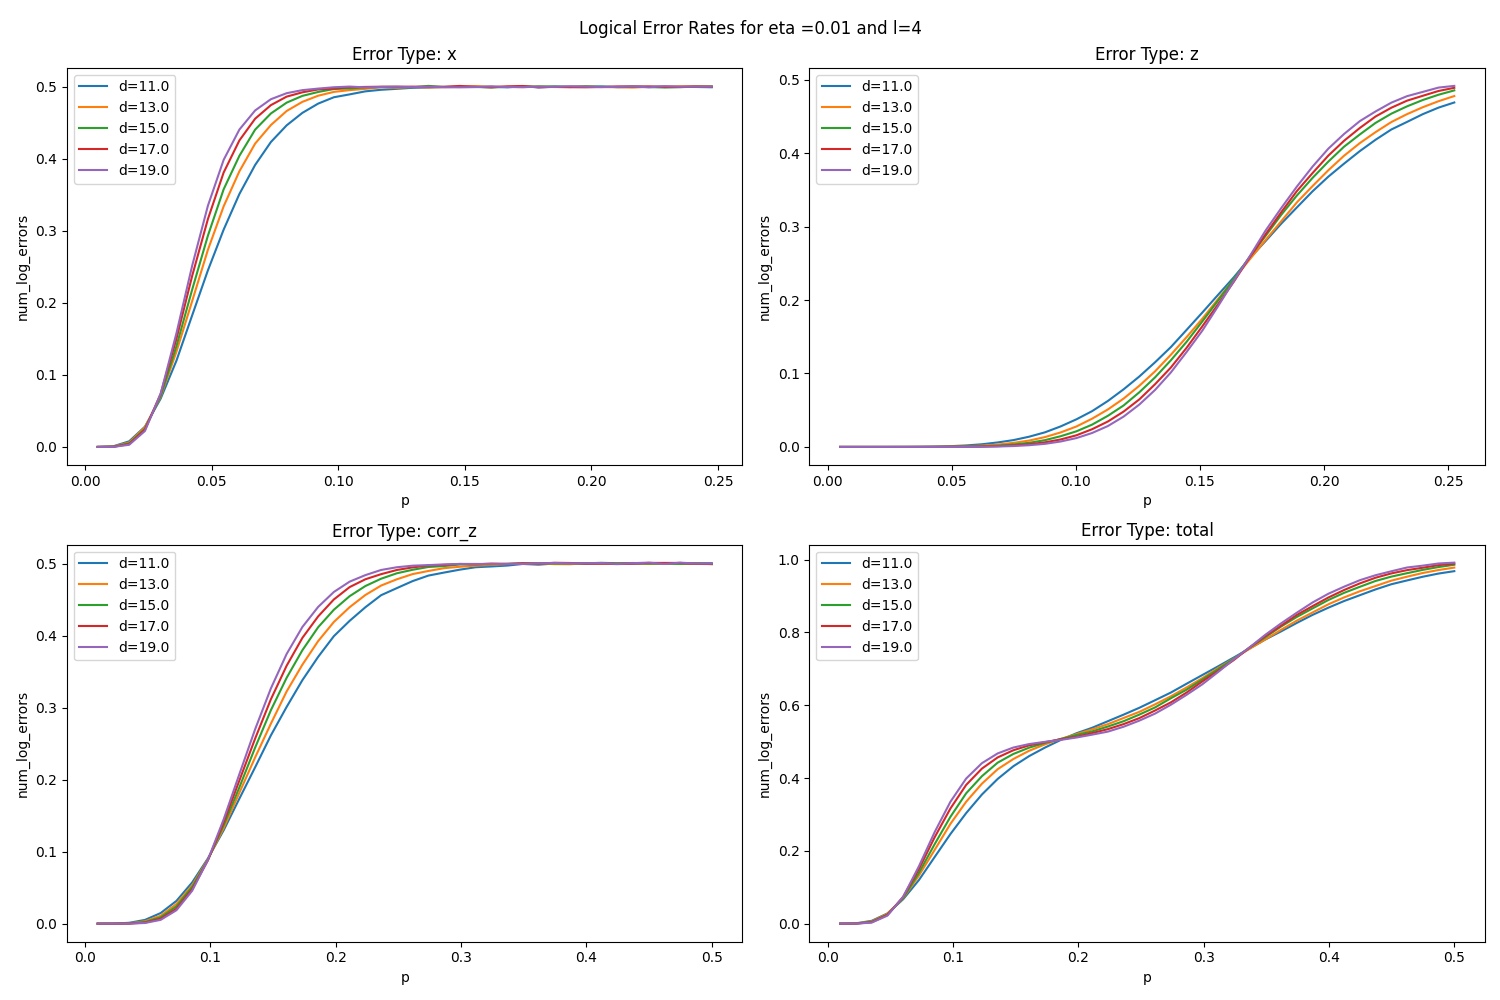 Logical Error Rates for eta =0.01 and l=4
Error Type: x
num_log_errors
0.5
0.4
0.3
0.2
0.1
0.0
d=11.0
d=13.0
d=15.0
d=17.0
d=19.0
0.00 0.05 0.10 0.15 0.20 0.25
p
Error Type: z
num_log_errors
0.5
0.4
0.3
0.2
0.1
0.0
d=11.0
d=13.0
d=15.0
d=17.0
d=19.0
0.00 0.05 0.10 0.15 0.20 0.25
p
Error Type: corr_z
num_log_errors
0.5
0.4
0.3
0.2
0.1
0.0
d=11.0
d=13.0
d=15.0
d=17.0
d=19.0
0.0 0.1 0.2 0.3 0.4 0.5
p
Error Type: total
num_log_errors
1.0
0.8
0.6
0.4
0.2
0.0
d=11.0
d=13.0
d=15.0
d=17.0
d=19.0
0.0 0.1 0.2 0.3 0.4 0.5
p